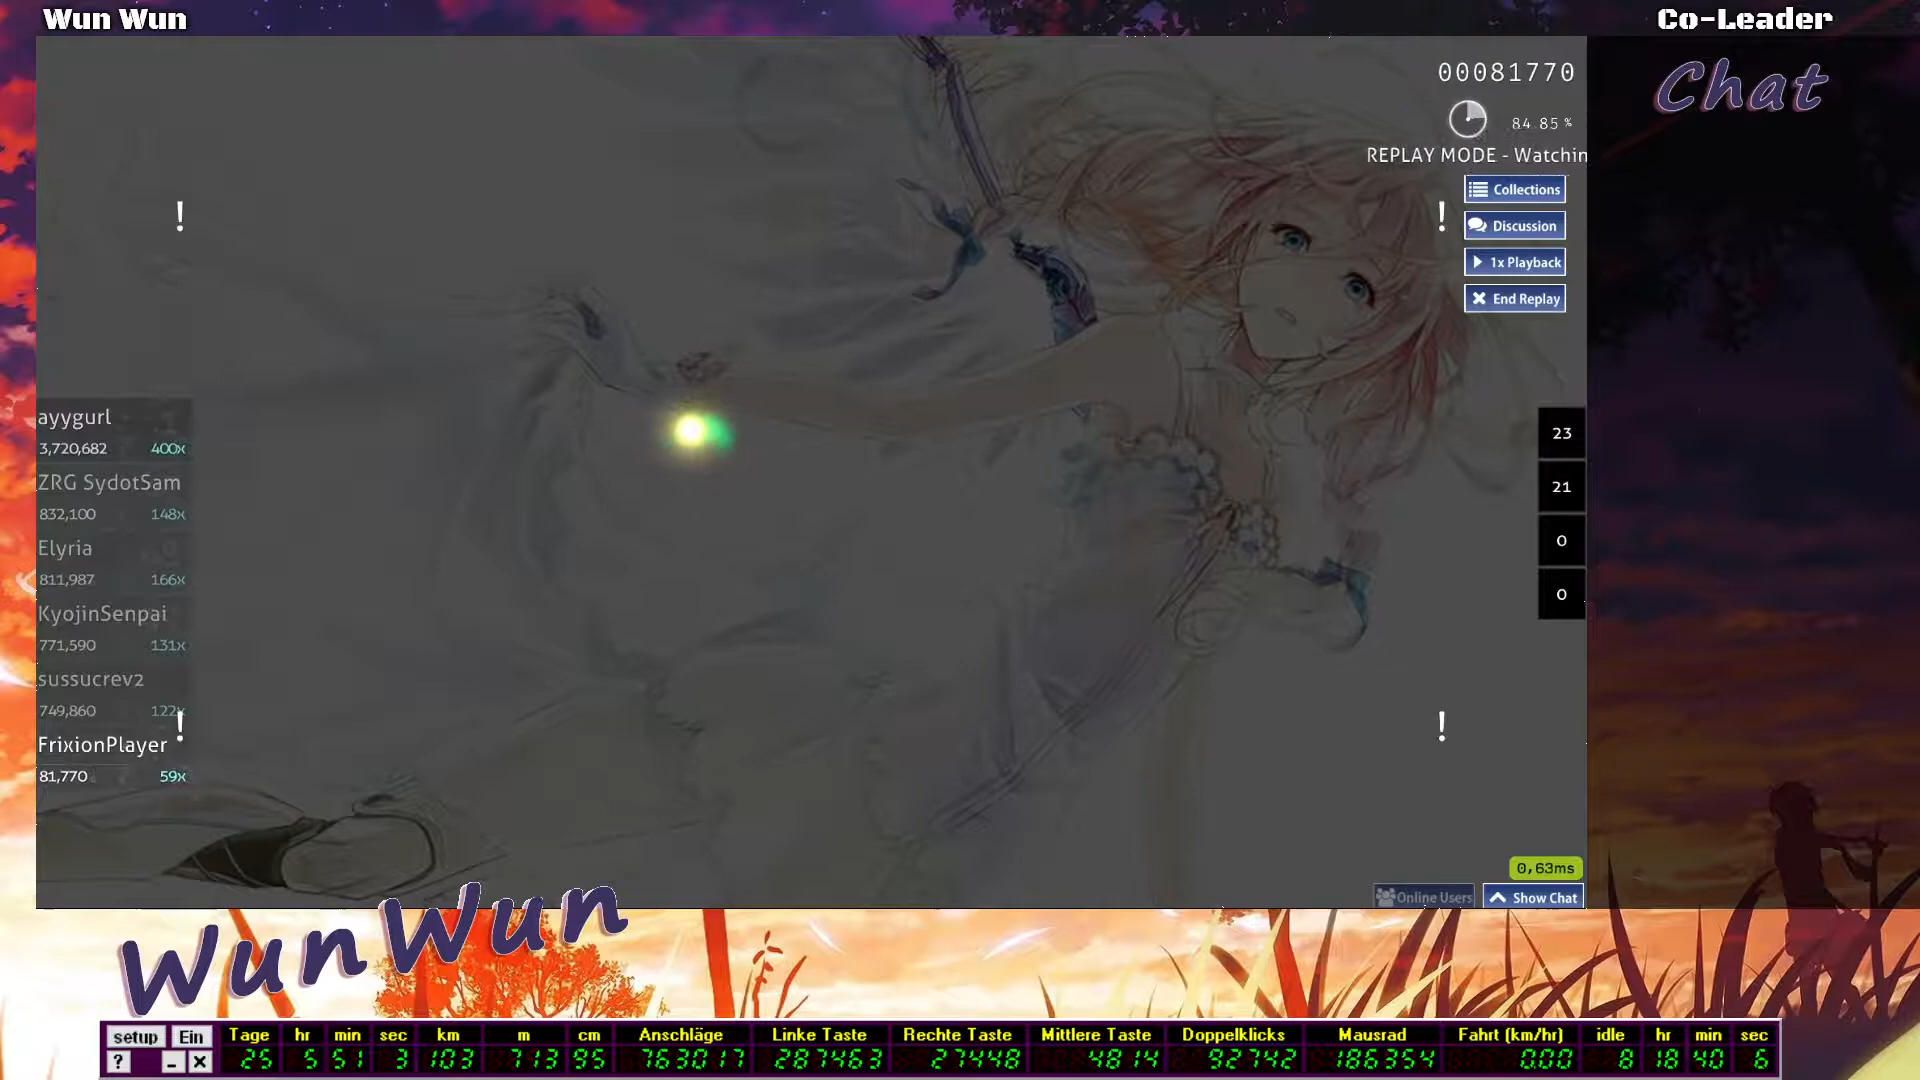 Wun Wun
Co-Leader
Chat
00081770
84.85 %
REPLAY MODE - Watchin
Collections
Discussion
1x Playback
End Replay
!
!
ayygurl
3,720,682 400x
ZRG SydotSam
832,100 148x
Elyria
811,987 166x
KyojinSenpai
771,590 131x
sussucrev2
749,860 122x
FrixionPlayer
81,770 59x
!
!
23
21
0
0
0,63ms
Online Users
Show Chat
WunWun
setup Ein Tage hr min sec km m cm Anschläge Linke Taste Rechte Taste Mittlere Taste Doppelklicks Mausrad Fahrt (km/hr) idle hr min sec
? _ x 25 5 51 3 103 713 95 763017 287463 27448 4814 92742 186354 0.00 8 18 40 6